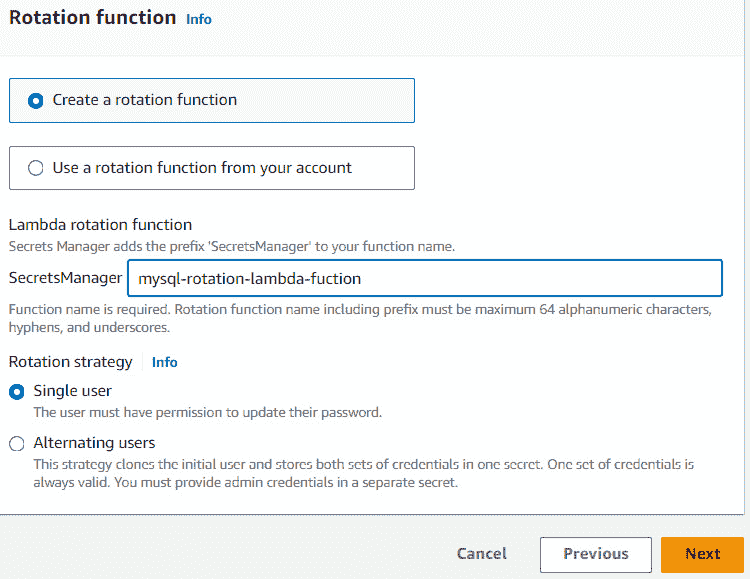 Rotation function Info
Create a rotation function
Use a rotation function from your account
Lambda rotation function
Secrets Manager adds the prefix 'SecretsManager' to your function name.
SecretsManager mysql-rotation-lambda-fuction
Function name is required. Rotation function name including prefix must be maximum 64 alphanumeric characters,
hyphens, and underscores.
Rotation strategy Info
Single user
The user must have permission to update their password.
Alternating users
This strategy clones the initial user and stores both sets of credentials in one secret. One set of credentials is
always valid. You must provide admin credentials in a separate secret.
Cancel Previous Next